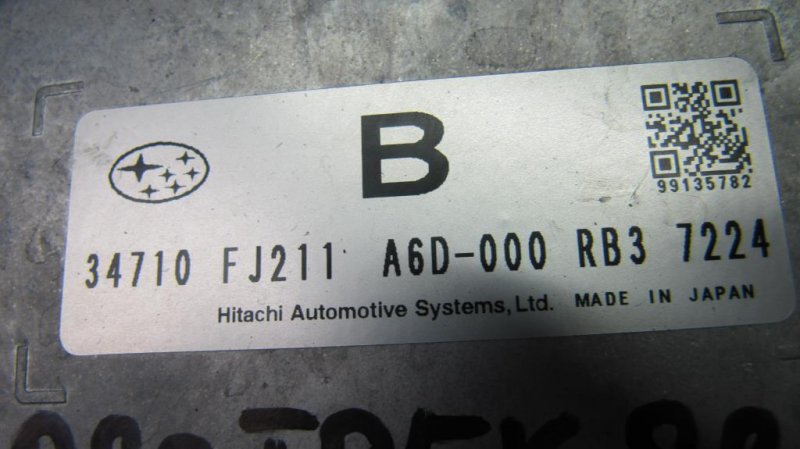 B
99135782
34710 FJ211 A6D-000 RB3 7224
Hitachi Automotive Systems, Ltd. MADE IN JAPAN